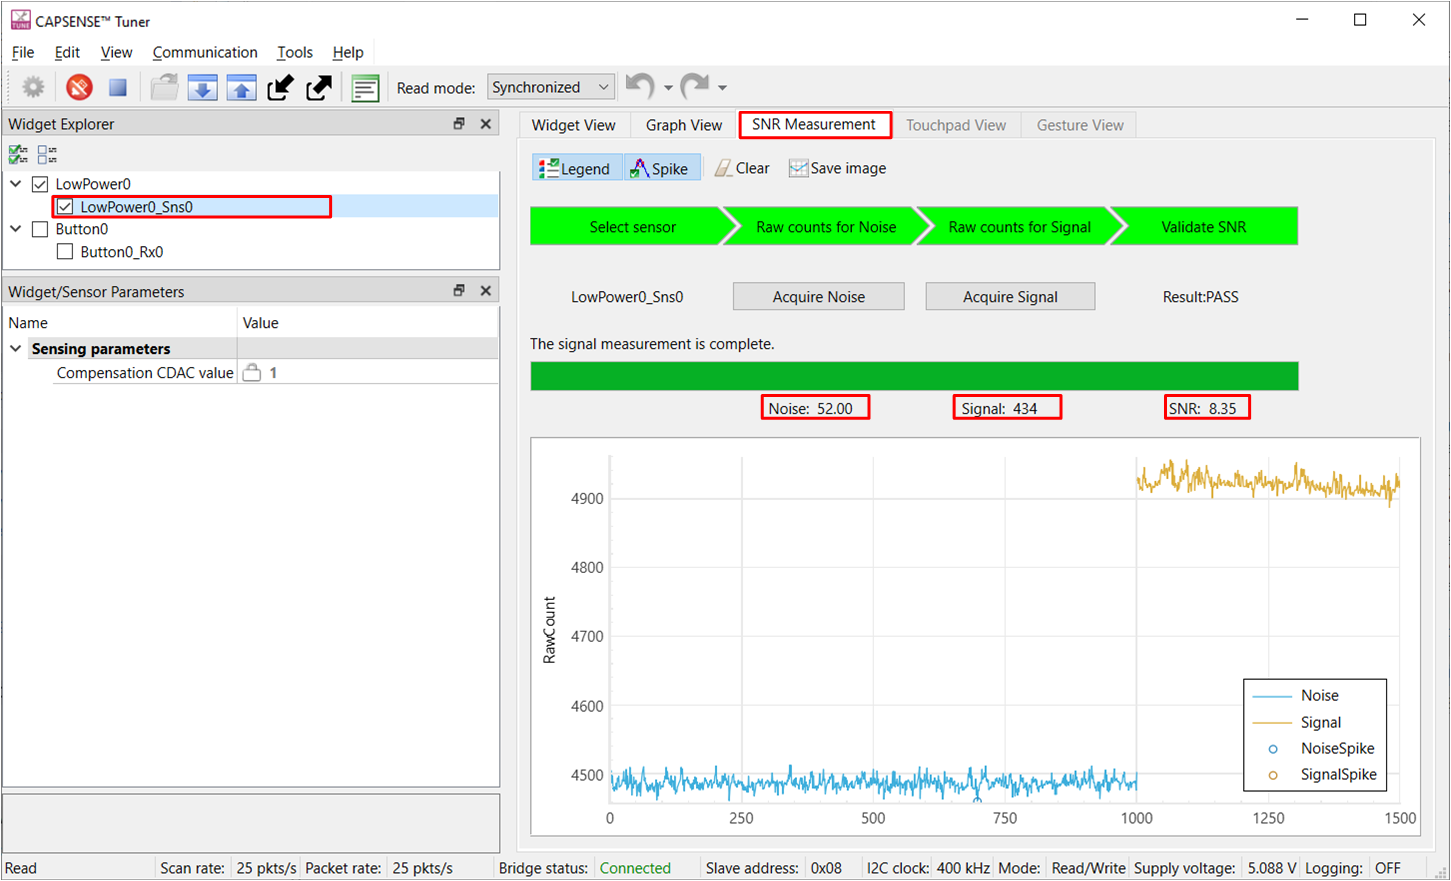 CAPSENSE™ Tuner
File Edit View Communication Tools Help
Read mode: Synchronized
Widget Explorer
LowPower0
LowPower0_Sns0
Button0
Button0_Rx0
Widget/Sensor Parameters
Name Value
Sensing parameters
Compensation CDAC value 1
Widget View Graph View SNR Measurement Touchpad View Gesture View
Legend Spike Clear Save image
Select sensor Raw counts for Noise Raw counts for Signal Validate SNR
LowPower0_Sns0 Acquire Noise Acquire Signal Result:PASS
The signal measurement is complete.
Noise: 52.00 Signal: 434 SNR: 8.35
4900
4800
4700
4600
4500
RawCount
Noise
Signal
NoiseSpike
SignalSpike
0 250 500 750 1000 1250 1500
Read Scan rate: 25 pkts/s Packet rate: 25 pkts/s Bridge status: Connected Slave address: 0x08 I2C clock: 400 kHz Mode: Read/Write Supply voltage: 5.088 V Logging: OFF